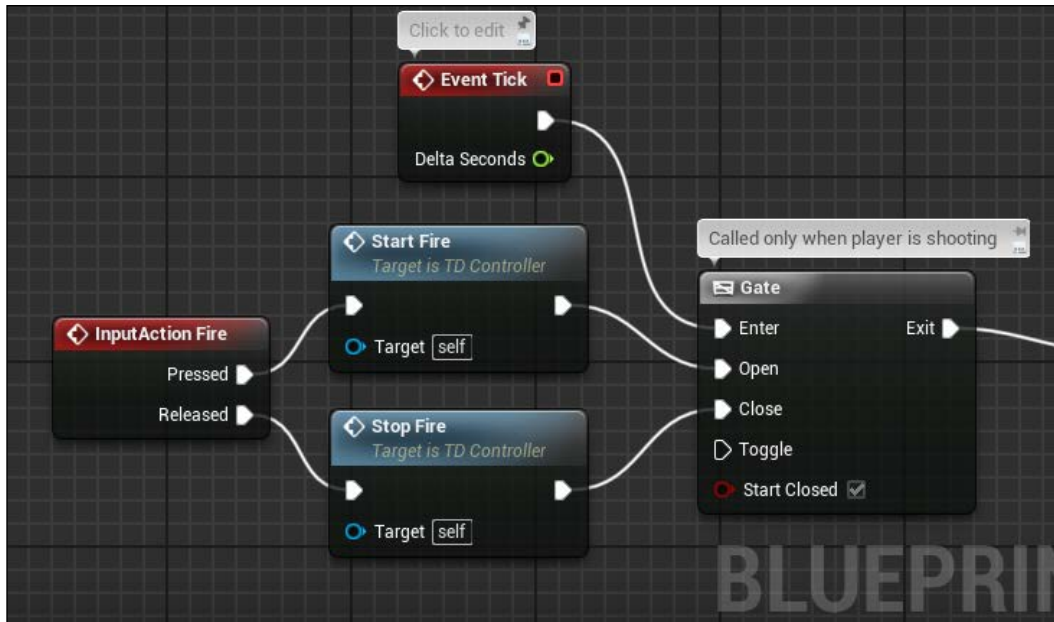 Click to edit
Event Tick
Delta Seconds
Start Fire
Target is TD Controller
Target self
InputAction Fire
Pressed
Released
Stop Fire
Target is TD Controller
Target self
Called only when player is shooting
Gate
Enter Exit
Open
Close
Toggle
Start Closed
BLUEPRIN